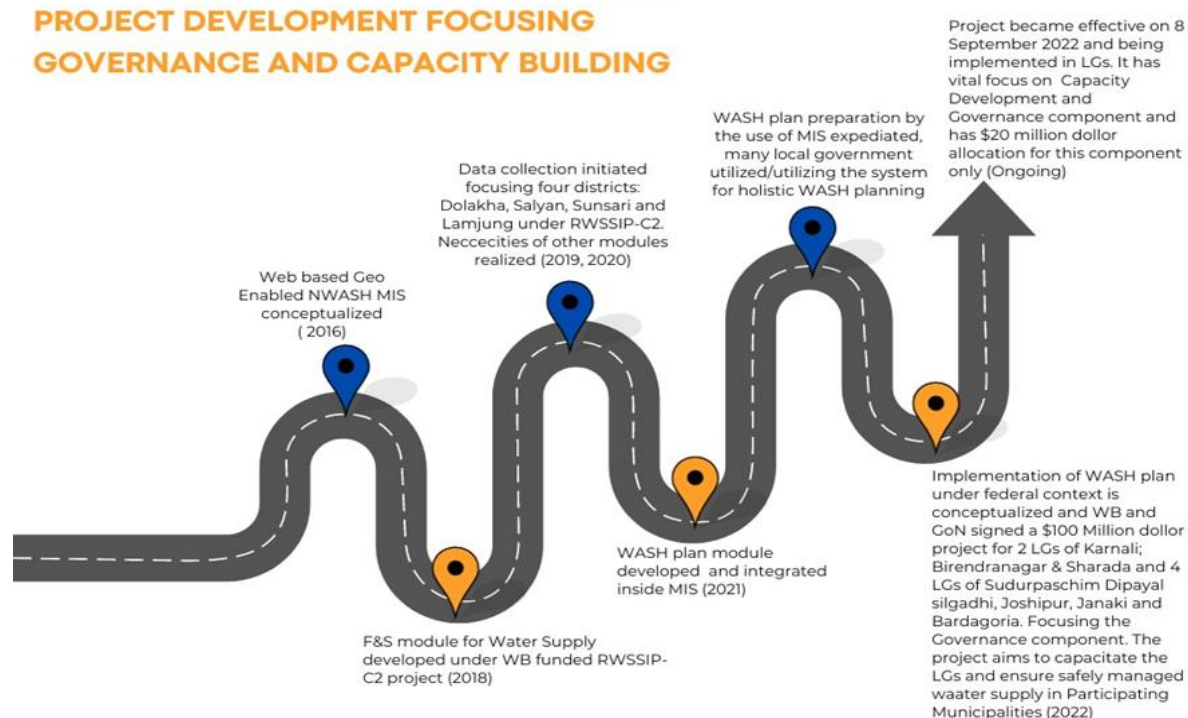 PROJECT DEVELOPMENT FOCUSING
GOVERNANCE AND CAPACITY BUILDING
Web based Geo
Enabled NWASH MIS
conceptualized
( 2016)
F&S module for Water Supply
developed under WB funded RWSSIP-
C2 project (2018)
Data collection initiated
focusing four districts:
Dolakha, Salyan, Sunsari and
Lamjung under RWSSIP-C2.
Neccecities of other modules
realized (2019, 2020)
WASH plan module
developed and integrated
inside MIS (2021)
WASH plan preparation by
the use of MIS expediated,
many local government
utilized/utilizing the system
for holistic WASH planning
Implementation of WASH plan
under federal context is
conceptualized and WB and
GoN signed a $100 Million dollor
project for 2 LGs of Karnali;
Birendranagar & Sharada and 4
LGs of Sudurpaschim Dipayal
silgadhi, Joshipur, Janaki and
Bardagoria. Focusing the
Governance component. The
project aims to capacitate the
LGs and ensure safely managed
waater supply in Participating
Municipalities (2022)
Project became effective on 8
September 2022 and being
implemented in LGs. It has
vital focus on Capacity
Development and
Governance component and
has $20 million dollor
allocation for this component
only (Ongoing)